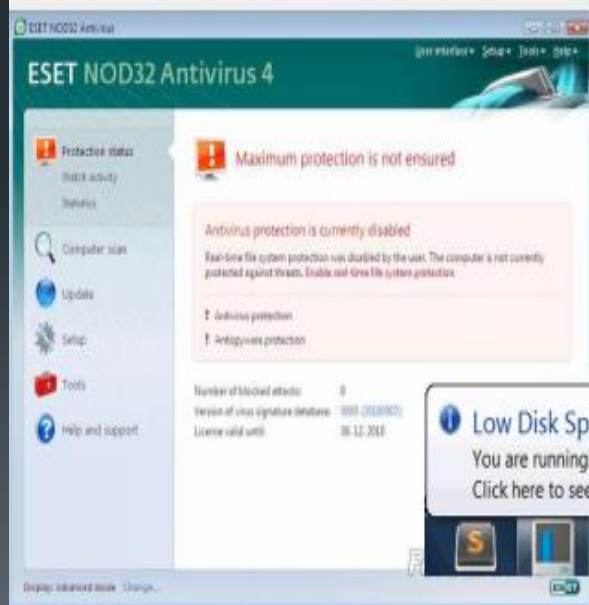 ESET NOD32 Antivirus
User interface Setup Tools Help
ESET NOD32 Antivirus 4
Protection status
Watch activity
Statistics
Computer scan
Update
Setup
Tools
Help and support
Maximum protection is not ensured
Antivirus protection is currently disabled
Real-time file system protection was disabled by the user. The computer is not currently
protected against threats. Enable real-time file system protection
! Antivirus protection
! Antispyware protection
Number of blocked attacks: 0
Version of virus signature database:
License valid until:
Low Disk Sp
You are running
Click here to see
S
Display: Advanced mode Change...
ESET